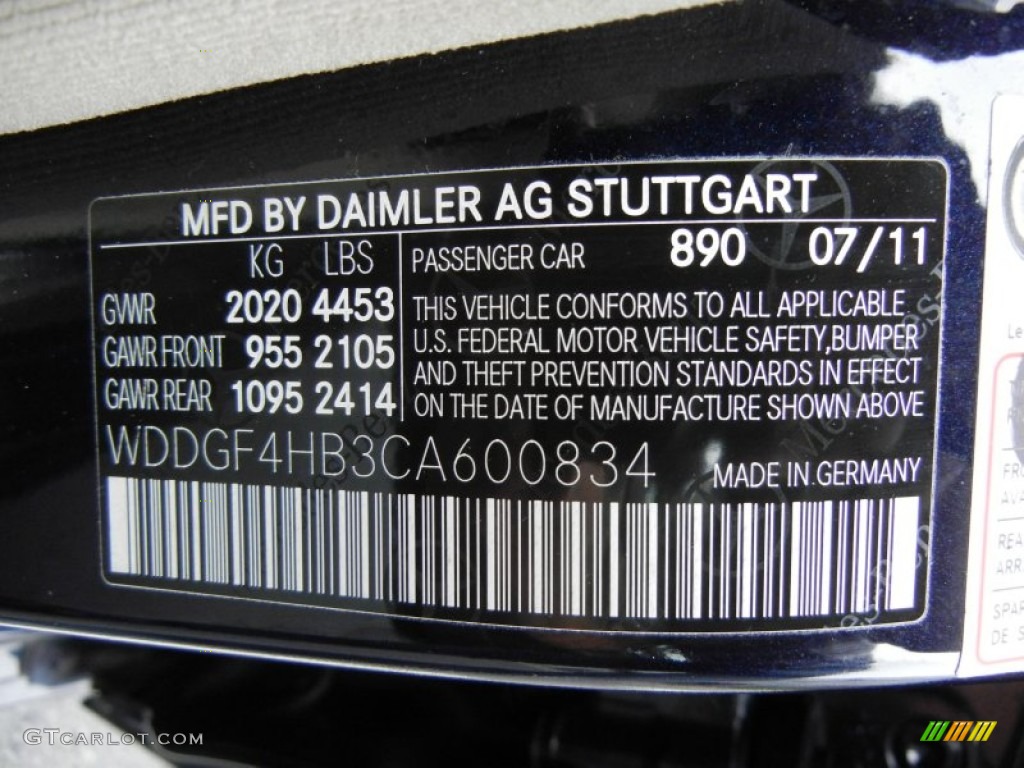 MFD BY DAIMLER AG STUTTGART
KG LBS
GVWR 2020 4453
GAWR FRONT 955 2105
GAWR REAR 1095 2414
PASSENGER CAR 890 07/11
THIS VEHICLE CONFORMS TO ALL APPLICABLE
U.S. FEDERAL MOTOR VEHICLE SAFETY, BUMPER
AND THEFT PREVENTION STANDARDS IN EFFECT
ON THE DATE OF MANUFACTURE SHOWN ABOVE
WDDGF4HB3CA600834
MADE IN GERMANY
GTCARLOT.COM